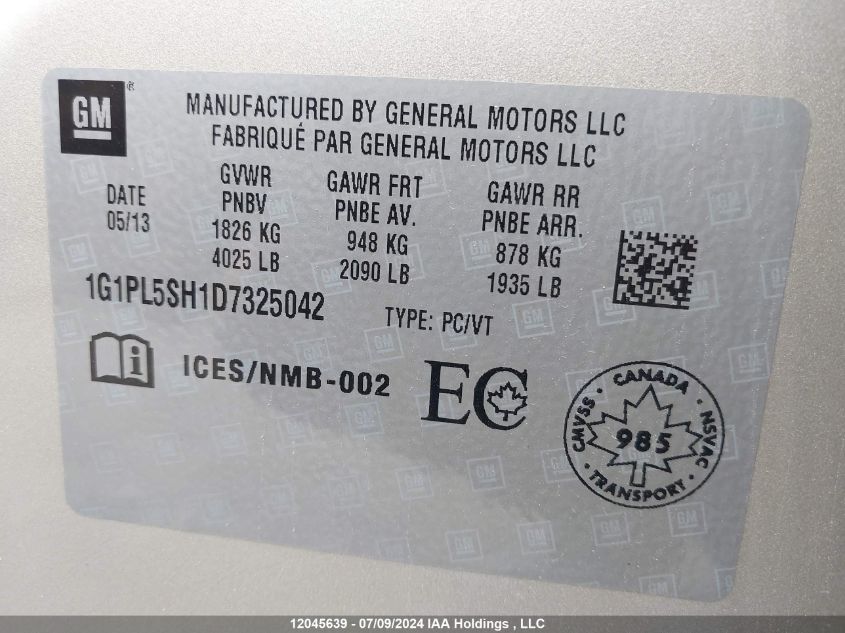 GM®
MANUFACTURED BY GENERAL MOTORS LLC
FABRIQUÉ PAR GENERAL MOTORS LLC
DATE
05/13
GVWR
PNBV
1826 KG
4025 LB
GAWR FRT
PNBE AV.
948 KG
2090 LB
GAWR RR
PNBE ARR.
878 KG
1935 LB
1G1PL5SH1D7325042
TYPE: PC/VT
i
ICES/NMB-002
EC
CANADA
CMVSS · NSVAC
985
TRANSPORT
12045639 - 07/09/2024 IAA Holdings , LLC